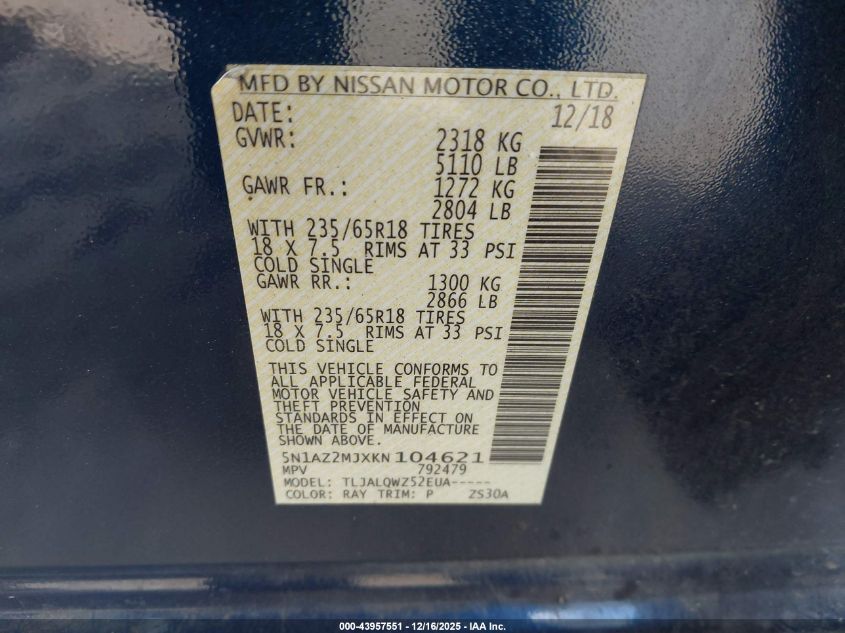 MFD BY NISSAN MOTOR CO., LTD.
DATE: 12/18
GVWR: 2318 KG
5110 LB
GAWR FR.: 1272 KG
2804 LB
WITH 235/65R18 TIRES
18 X 7.5 RIMS AT 33 PSI
COLD SINGLE
GAWR RR.: 1300 KG
2866 LB
WITH 235/65R18 TIRES
18 X 7.5 RIMS AT 33 PSI
COLD SINGLE
THIS VEHICLE CONFORMS TO
ALL APPLICABLE FEDERAL
MOTOR VEHICLE SAFETY AND
THEFT PREVENTION
STANDARDS IN EFFECT ON
THE DATE OF MANUFACTURE
SHOWN ABOVE.
5N1AZ2MJXKN104621
MPV 792479
MODEL: TLJALQWZ52EUA-----
COLOR: RAY TRIM: P ZS30A
000-43957551 - 12/16/2025 - IAA Inc.